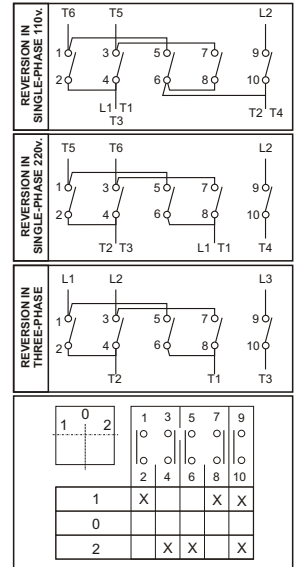 REVERSION IN
SINGLE-PHASE 110v.
T6 T5 L2
1 3 5 7 9
2 4 6 8 10
L1 T1
T3
T2 T4
REVERSION IN
SINGLE-PHASE 220v.
T5 T6 L2
1 3 5 7 9
2 4 6 8 10
T2 T3 L1 T1 T4
REVERSION IN
THREE-PHASE
L1 L2 L3
1 3 5 7 9
2 4 6 8 10
T2 T1 T3
1 0 2
1 3 5 7 9
2 4 6 8 10
1 X X X
0
2 X X X